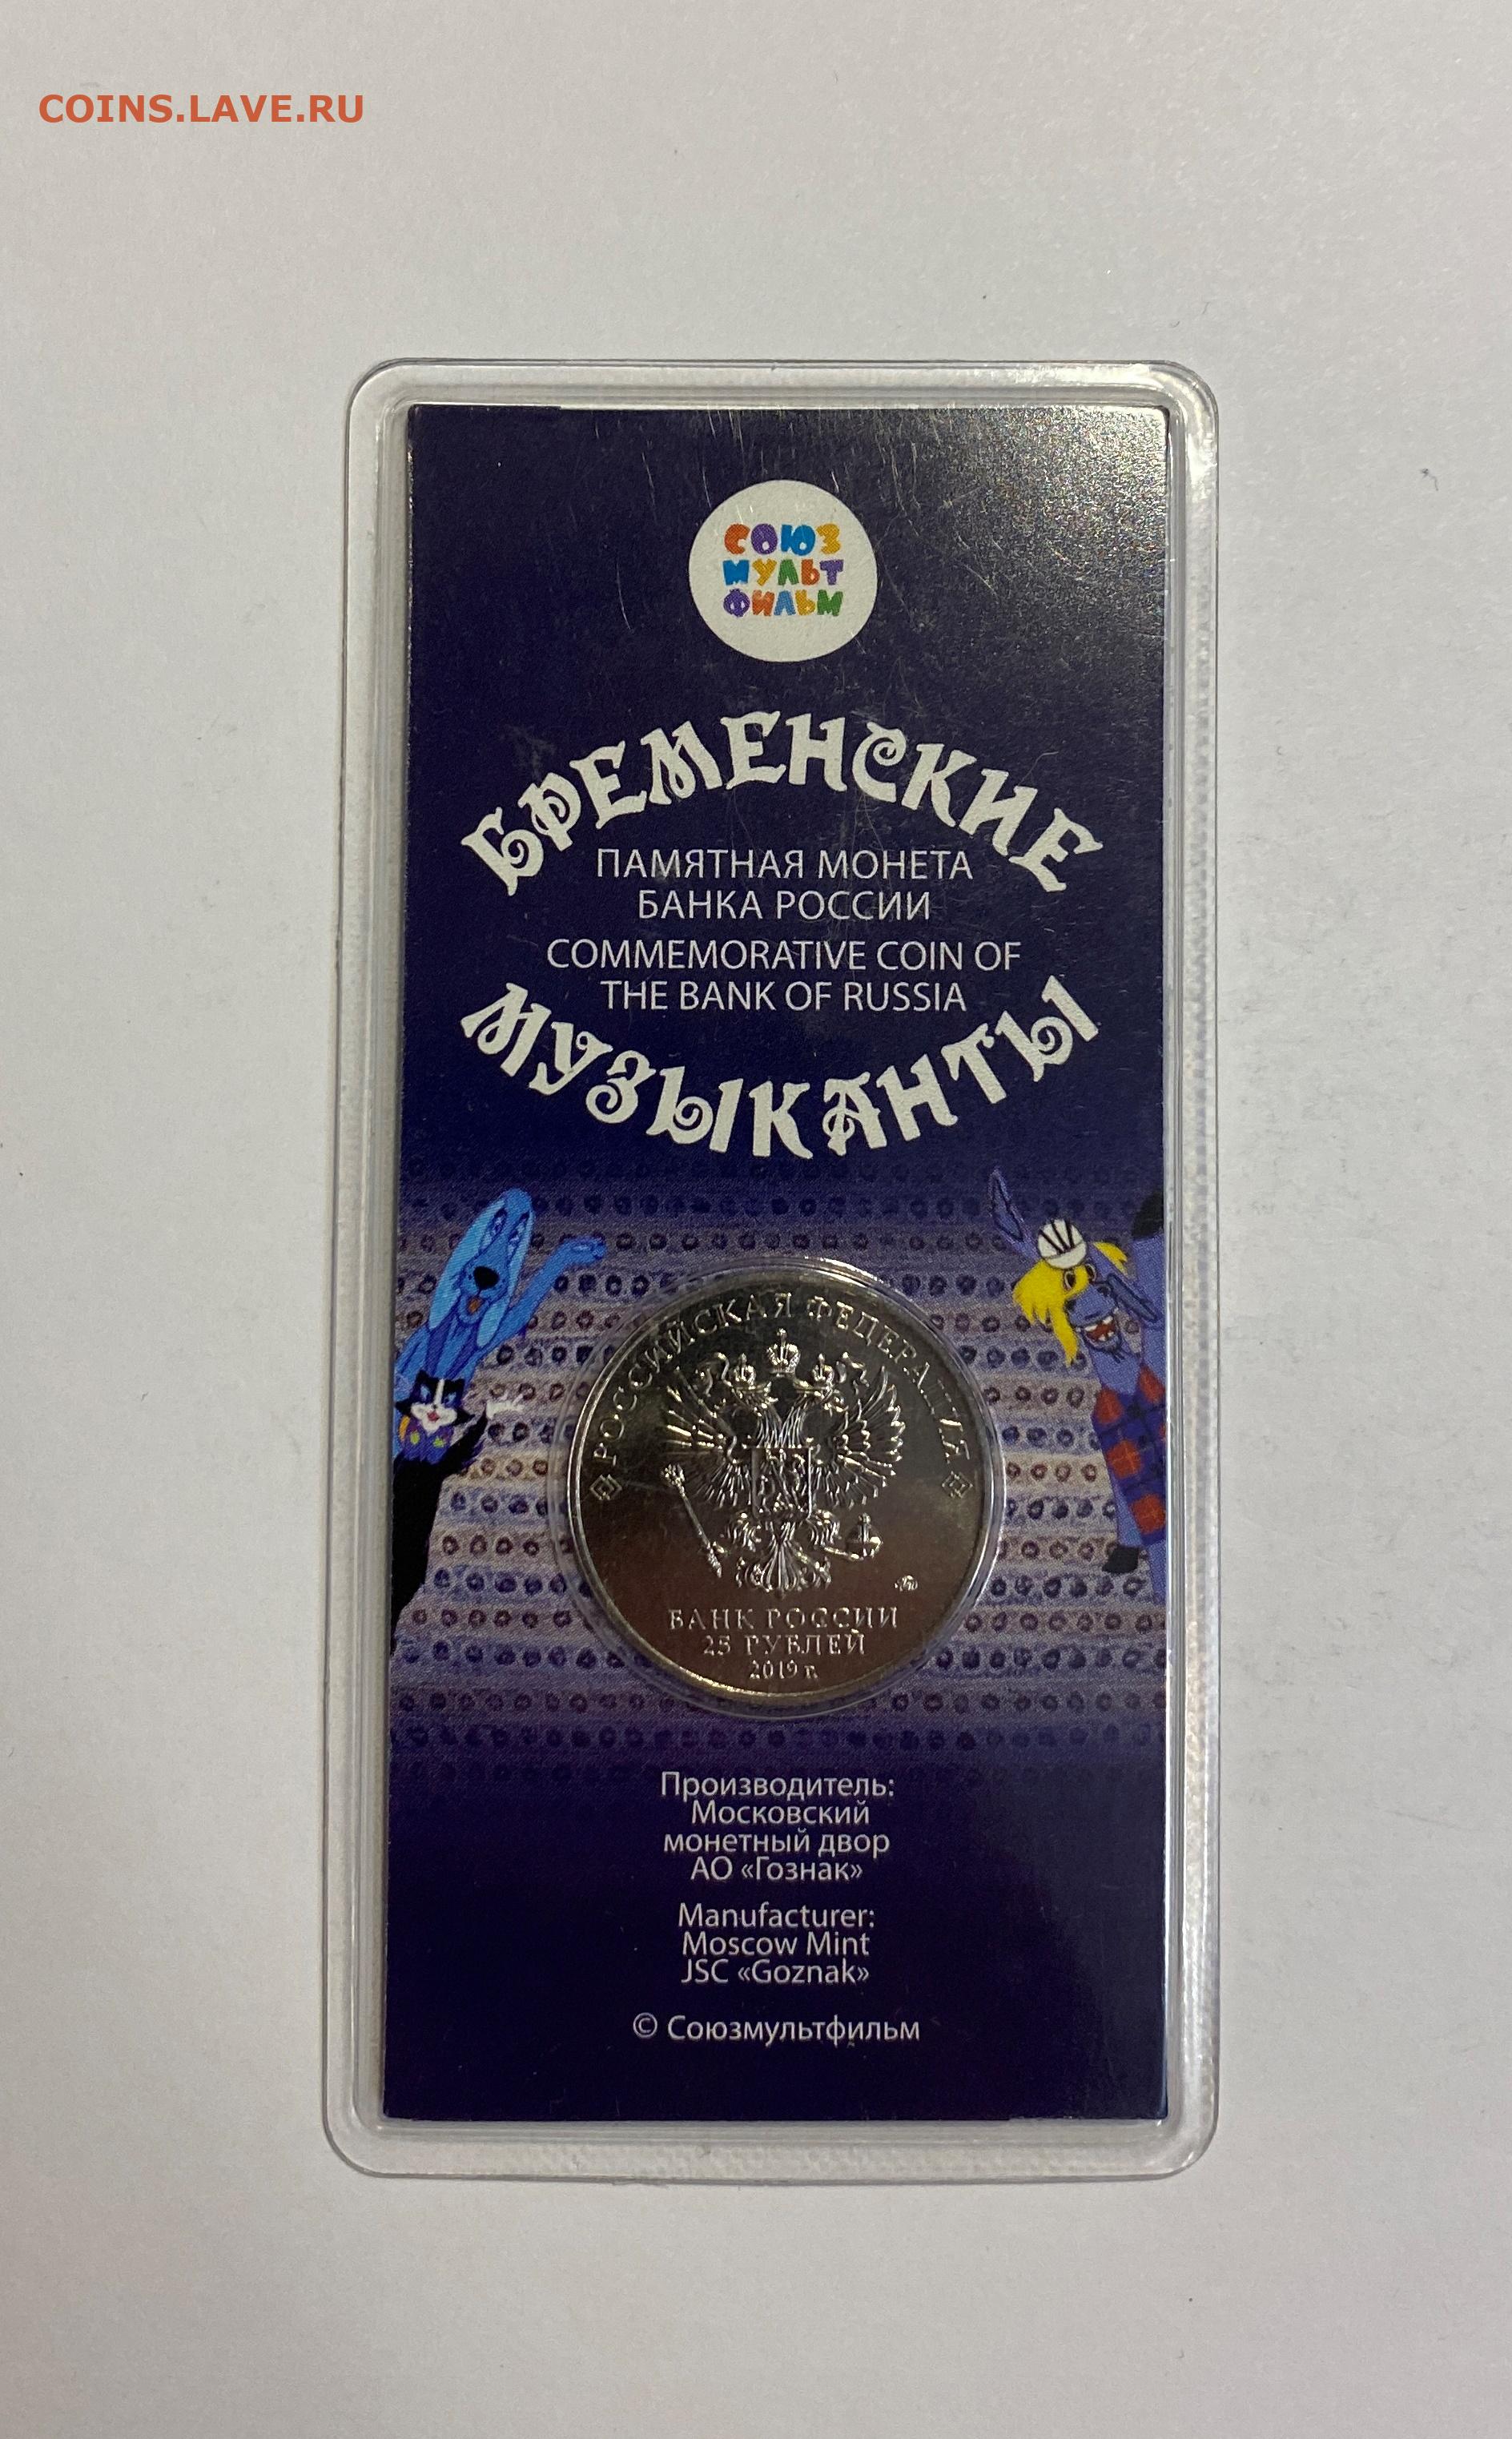 COINS.LAVE.RU
СОЮЗ
МУЛЬТ
ФИЛЬМ
БРЕМЕНСКИЕ
ПАМЯТНАЯ МОНЕТА
БАНКА РОССИИ
COMMEMORATIVE COIN OF
THE BANK OF RUSSIA
МУЗЫКАНТЫ
РОССИЙСКАЯ ФЕДЕРАЦИЯ
БАНК РОССИИ
25 РУБЛЕЙ
2019 г.
Производитель:
Московский
монетный двор
АО «Гознак»
Manufacturer:
Moscow Mint
JSC «Goznak»
© Союзмультфильм